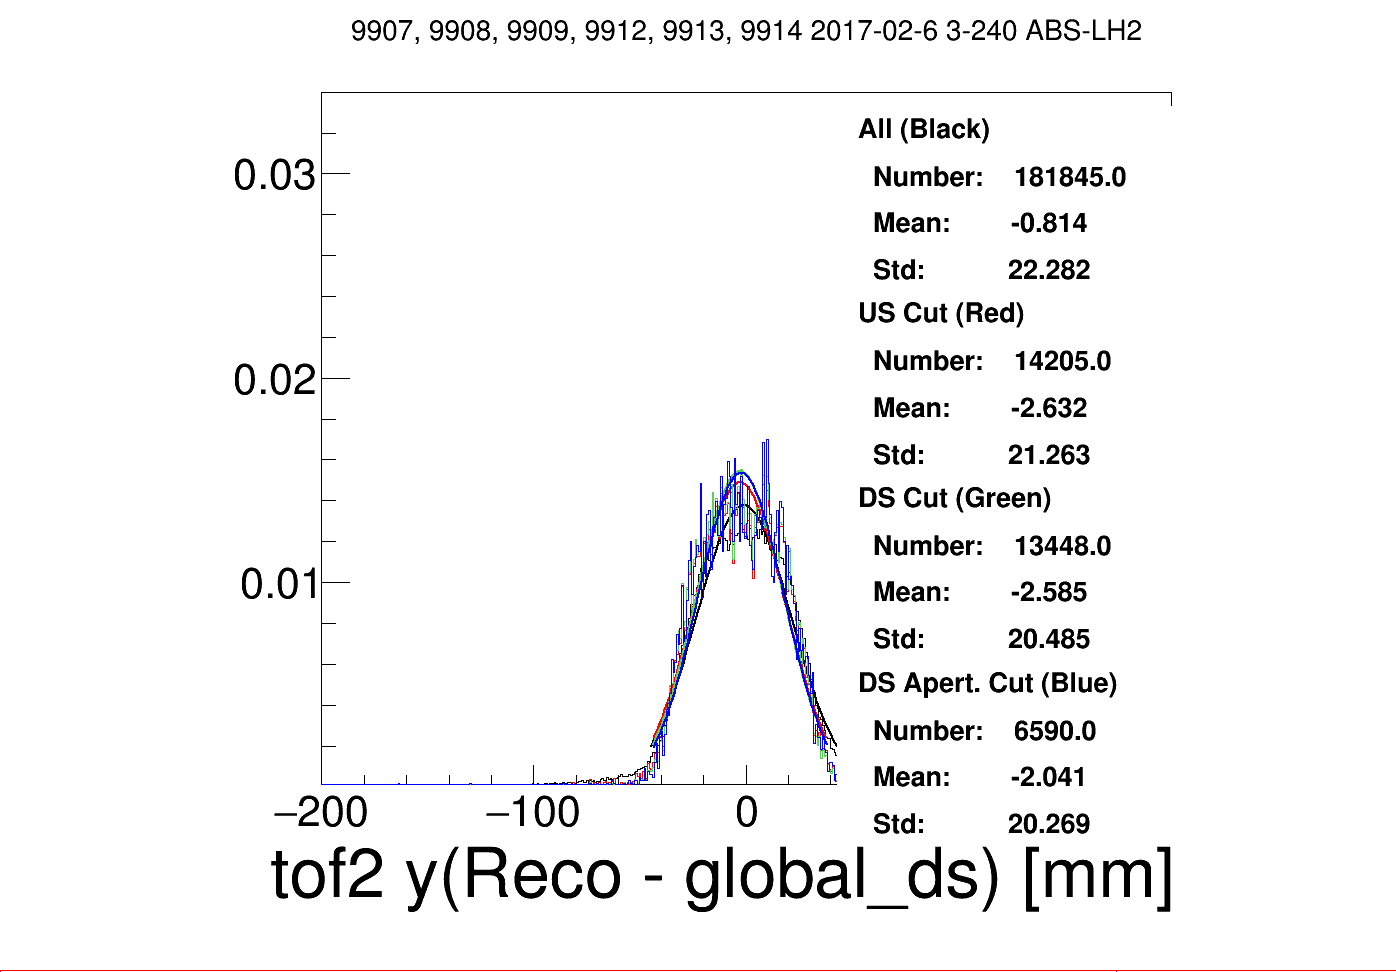 9907, 9908, 9909, 9912, 9913, 9914 2017-02-6 3-240 ABS-LH2
All (Black)
Number: 181845.0
Mean: -0.814
Std: 22.282
US Cut (Red)
Number: 14205.0
Mean: -2.632
Std: 21.263
DS Cut (Green)
Number: 13448.0
Mean: -2.585
Std: 20.485
DS Apert. Cut (Blue)
Number: 6590.0
Mean: -2.041
Std: 20.269
0.03
0.02
0.01
−200 −100 0
tof2 y(Reco - global_ds) [mm]